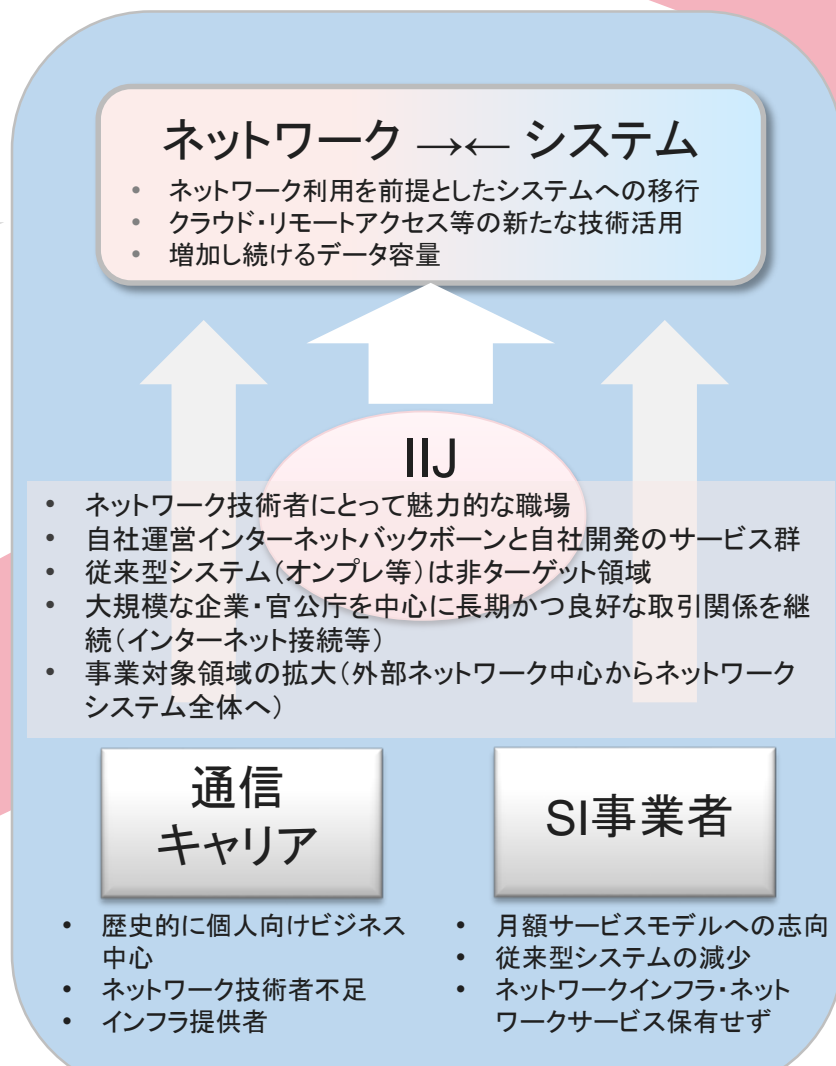 ネットワーク →← システム
• ネットワーク利用を前提としたシステムへの移行
• クラウド・リモートアクセス等の新たな技術活用
• 増加し続けるデータ容量
IIJ
• ネットワーク技術者にとって魅力的な職場
• 自社運営インターネットバックボーンと自社開発のサービス群
• 従来型システム(オンプレ等)は非ターゲット領域
• 大規模な企業・官公庁を中心に長期かつ良好な取引関係を継
続(インターネット接続等)
• 事業対象領域の拡大(外部ネットワーク中心からネットワーク
システム全体へ)
通信
キャリア
• 歴史的に個人向けビジネス
中心
• ネットワーク技術者不足
• インフラ提供者
SI事業者
• 月額サービスモデルへの志向
• 従来型システムの減少
• ネットワークインフラ・ネット
ワークサービス保有せず